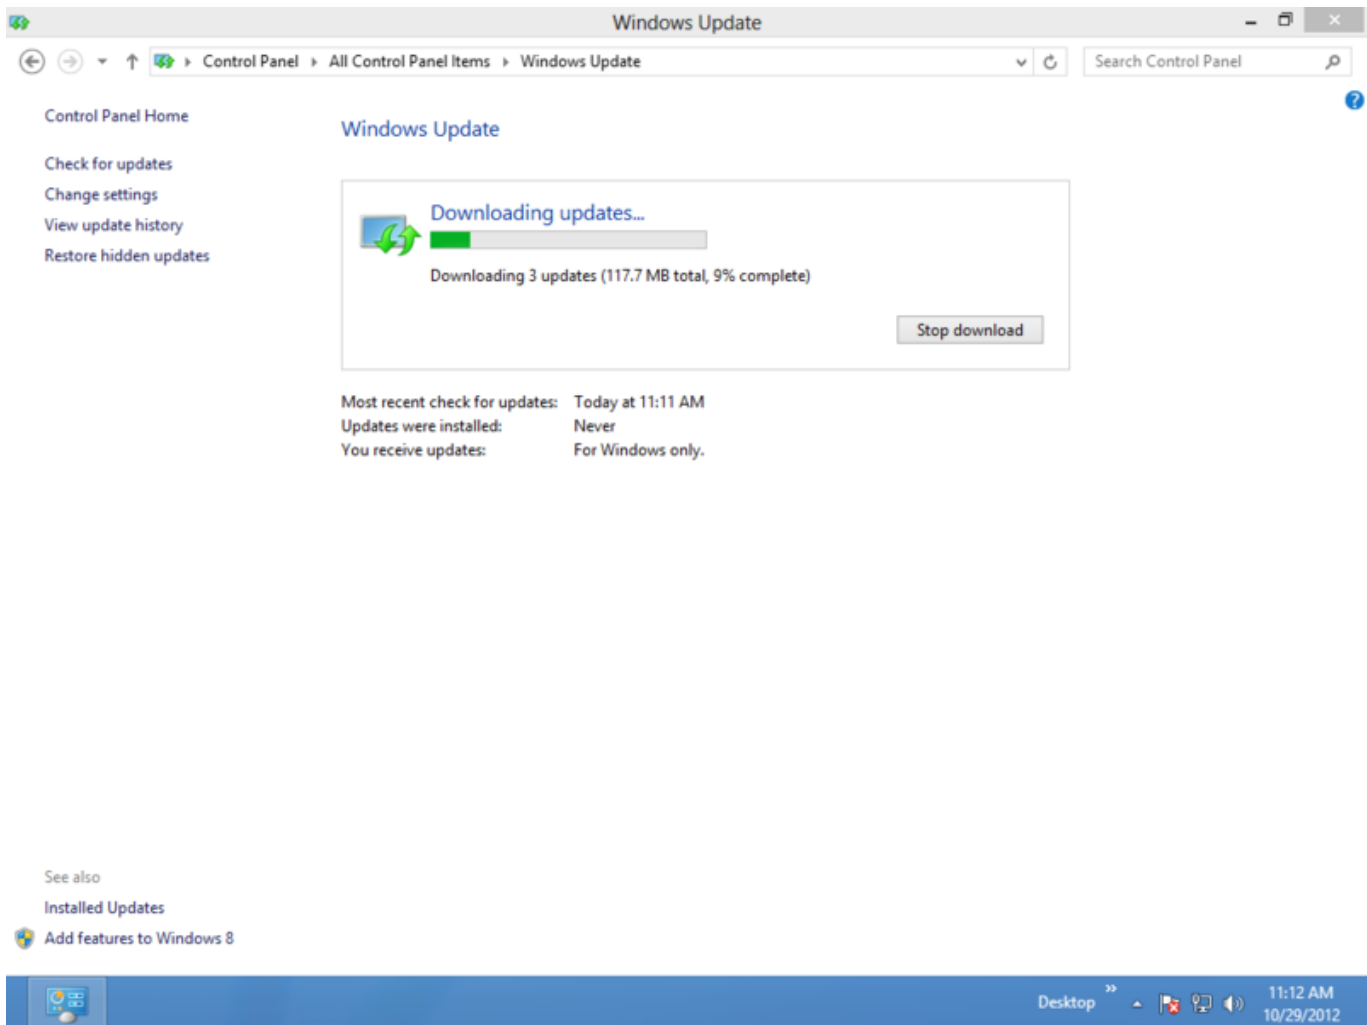 Windows Update
Control Panel Home
Control Panel All Control Panel Items Windows Update
Search Control Panel
Check for updates
Change settings
View update history
Restore hidden updates
Windows Update
Downloading updates...
Downloading 3 updates (117.7 MB total, 9% complete)
Stop download
Most recent check for updates: Today at 11:11 AM
Updates were installed: Never
You receive updates: For Windows only.
See also
Installed Updates
Add features to Windows 8
Desktop
11:12 AM
10/29/2012